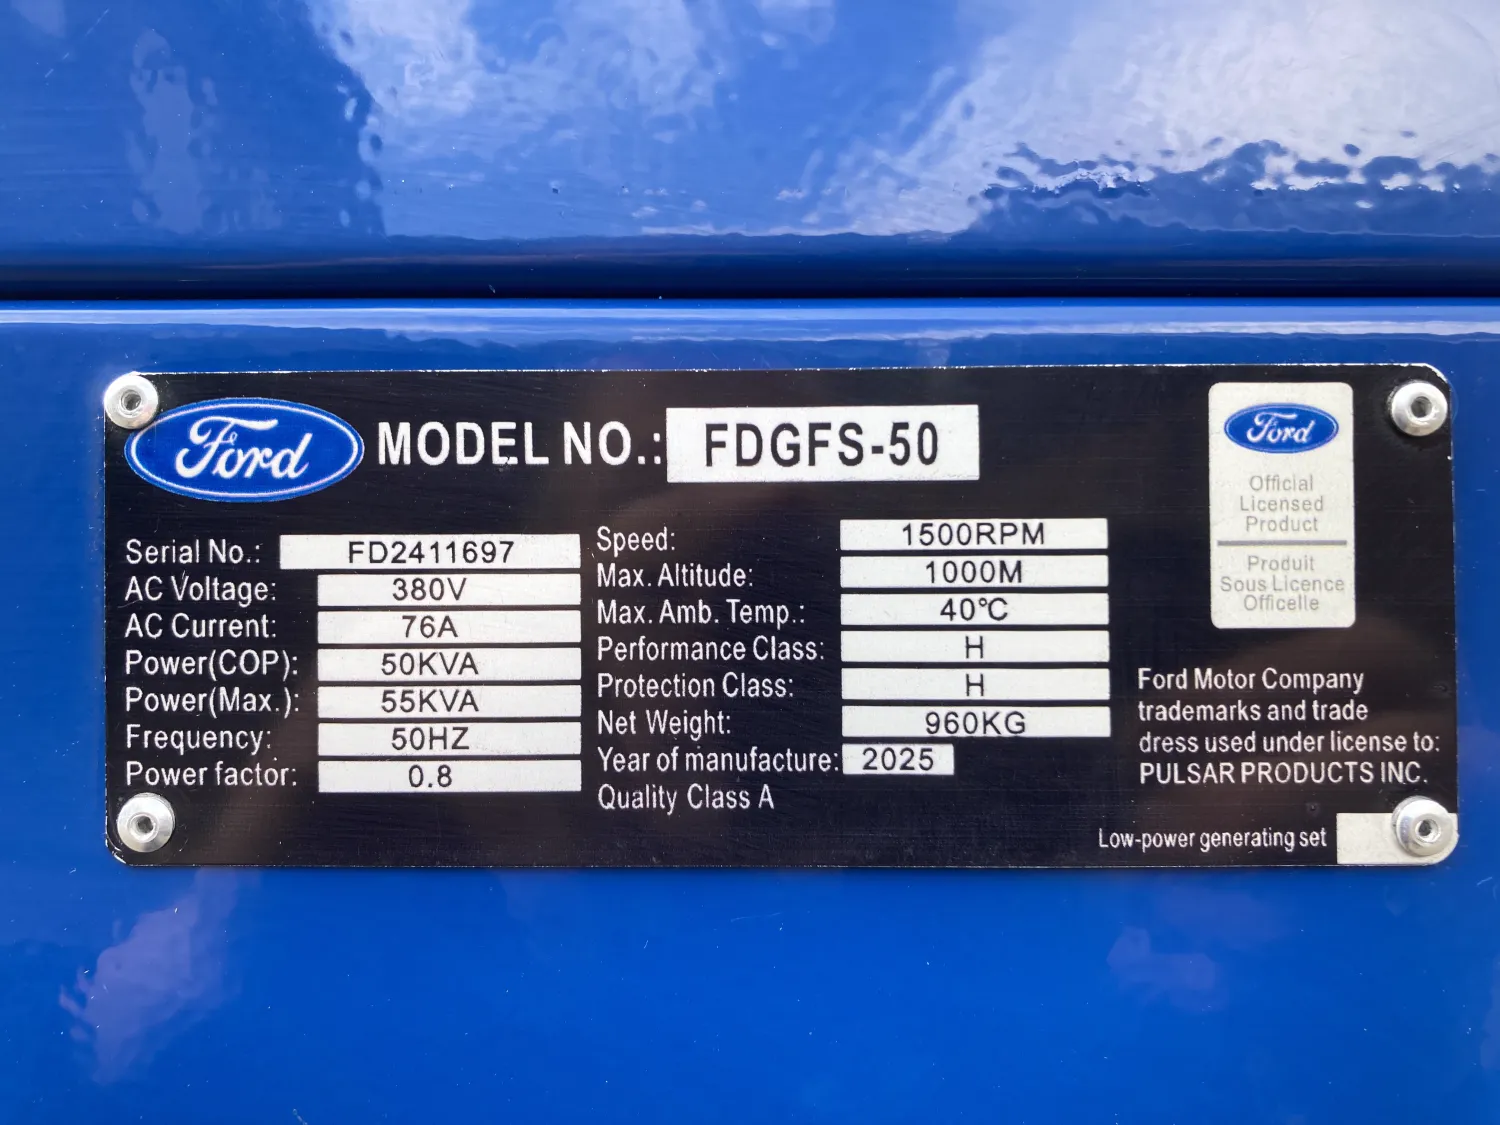 Ford MODEL NO.: FDGFS-50
Serial No.: FD2411697
AC Voltage: 380V
AC Current: 76A
Power(COP): 50KVA
Power(Max.): 55KVA
Frequency: 50HZ
Power factor: 0.8
Speed: 1500RPM
Max. Altitude: 1000M
Max. Amb. Temp.: 40℃
Performance Class: H
Protection Class: H
Net Weight: 960KG
Year of manufacture: 2025
Quality Class A
Ford
Official
Licensed
Product
Produit
Sous Licence
Officelle
Ford Motor Company
trademarks and trade
dress used under license to:
PULSAR PRODUCTS INC.
Low-power generating set